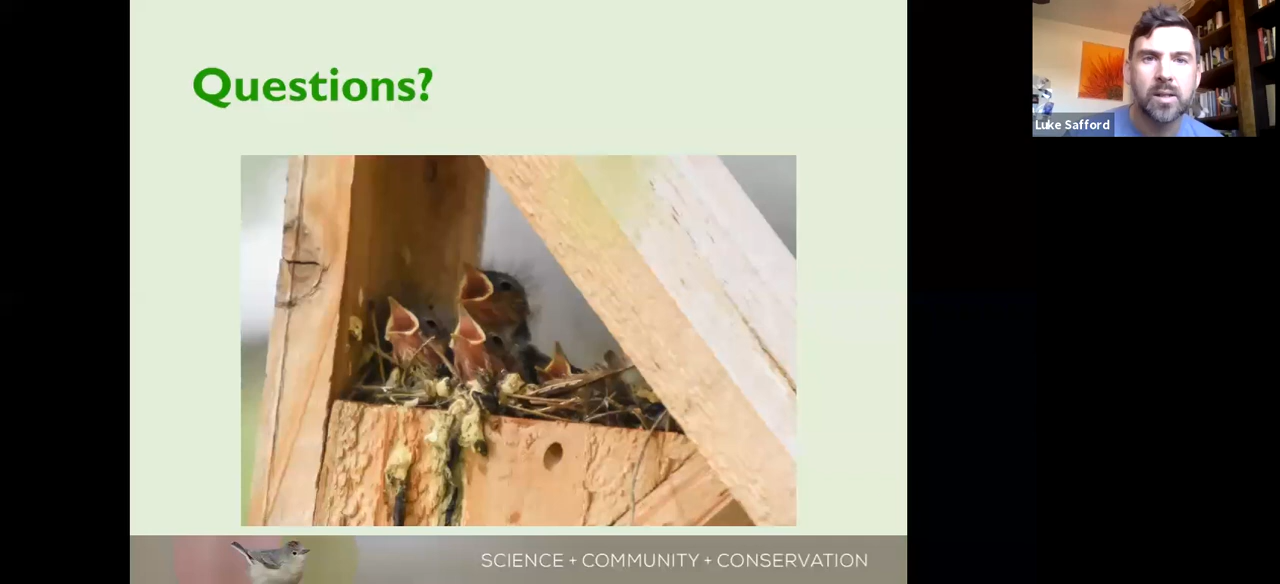 Questions?
Luke Safford
SCIENCE + COMMUNITY + CONSERVATION